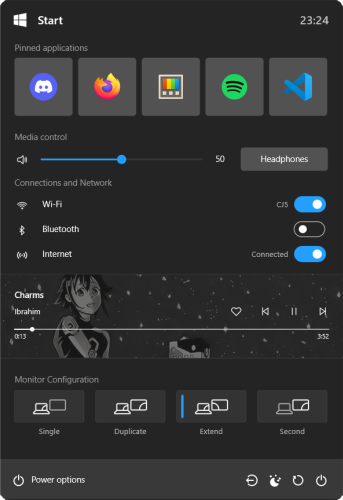 Start 23:24
Pinned applications
Media control
50 Headphones
Connections and Network
Wi-Fi CJ5
Bluetooth
Internet Connected
Charms
Ibrahim
0:13 3:52
Monitor Configuration
Single Duplicate Extend Second
Power options